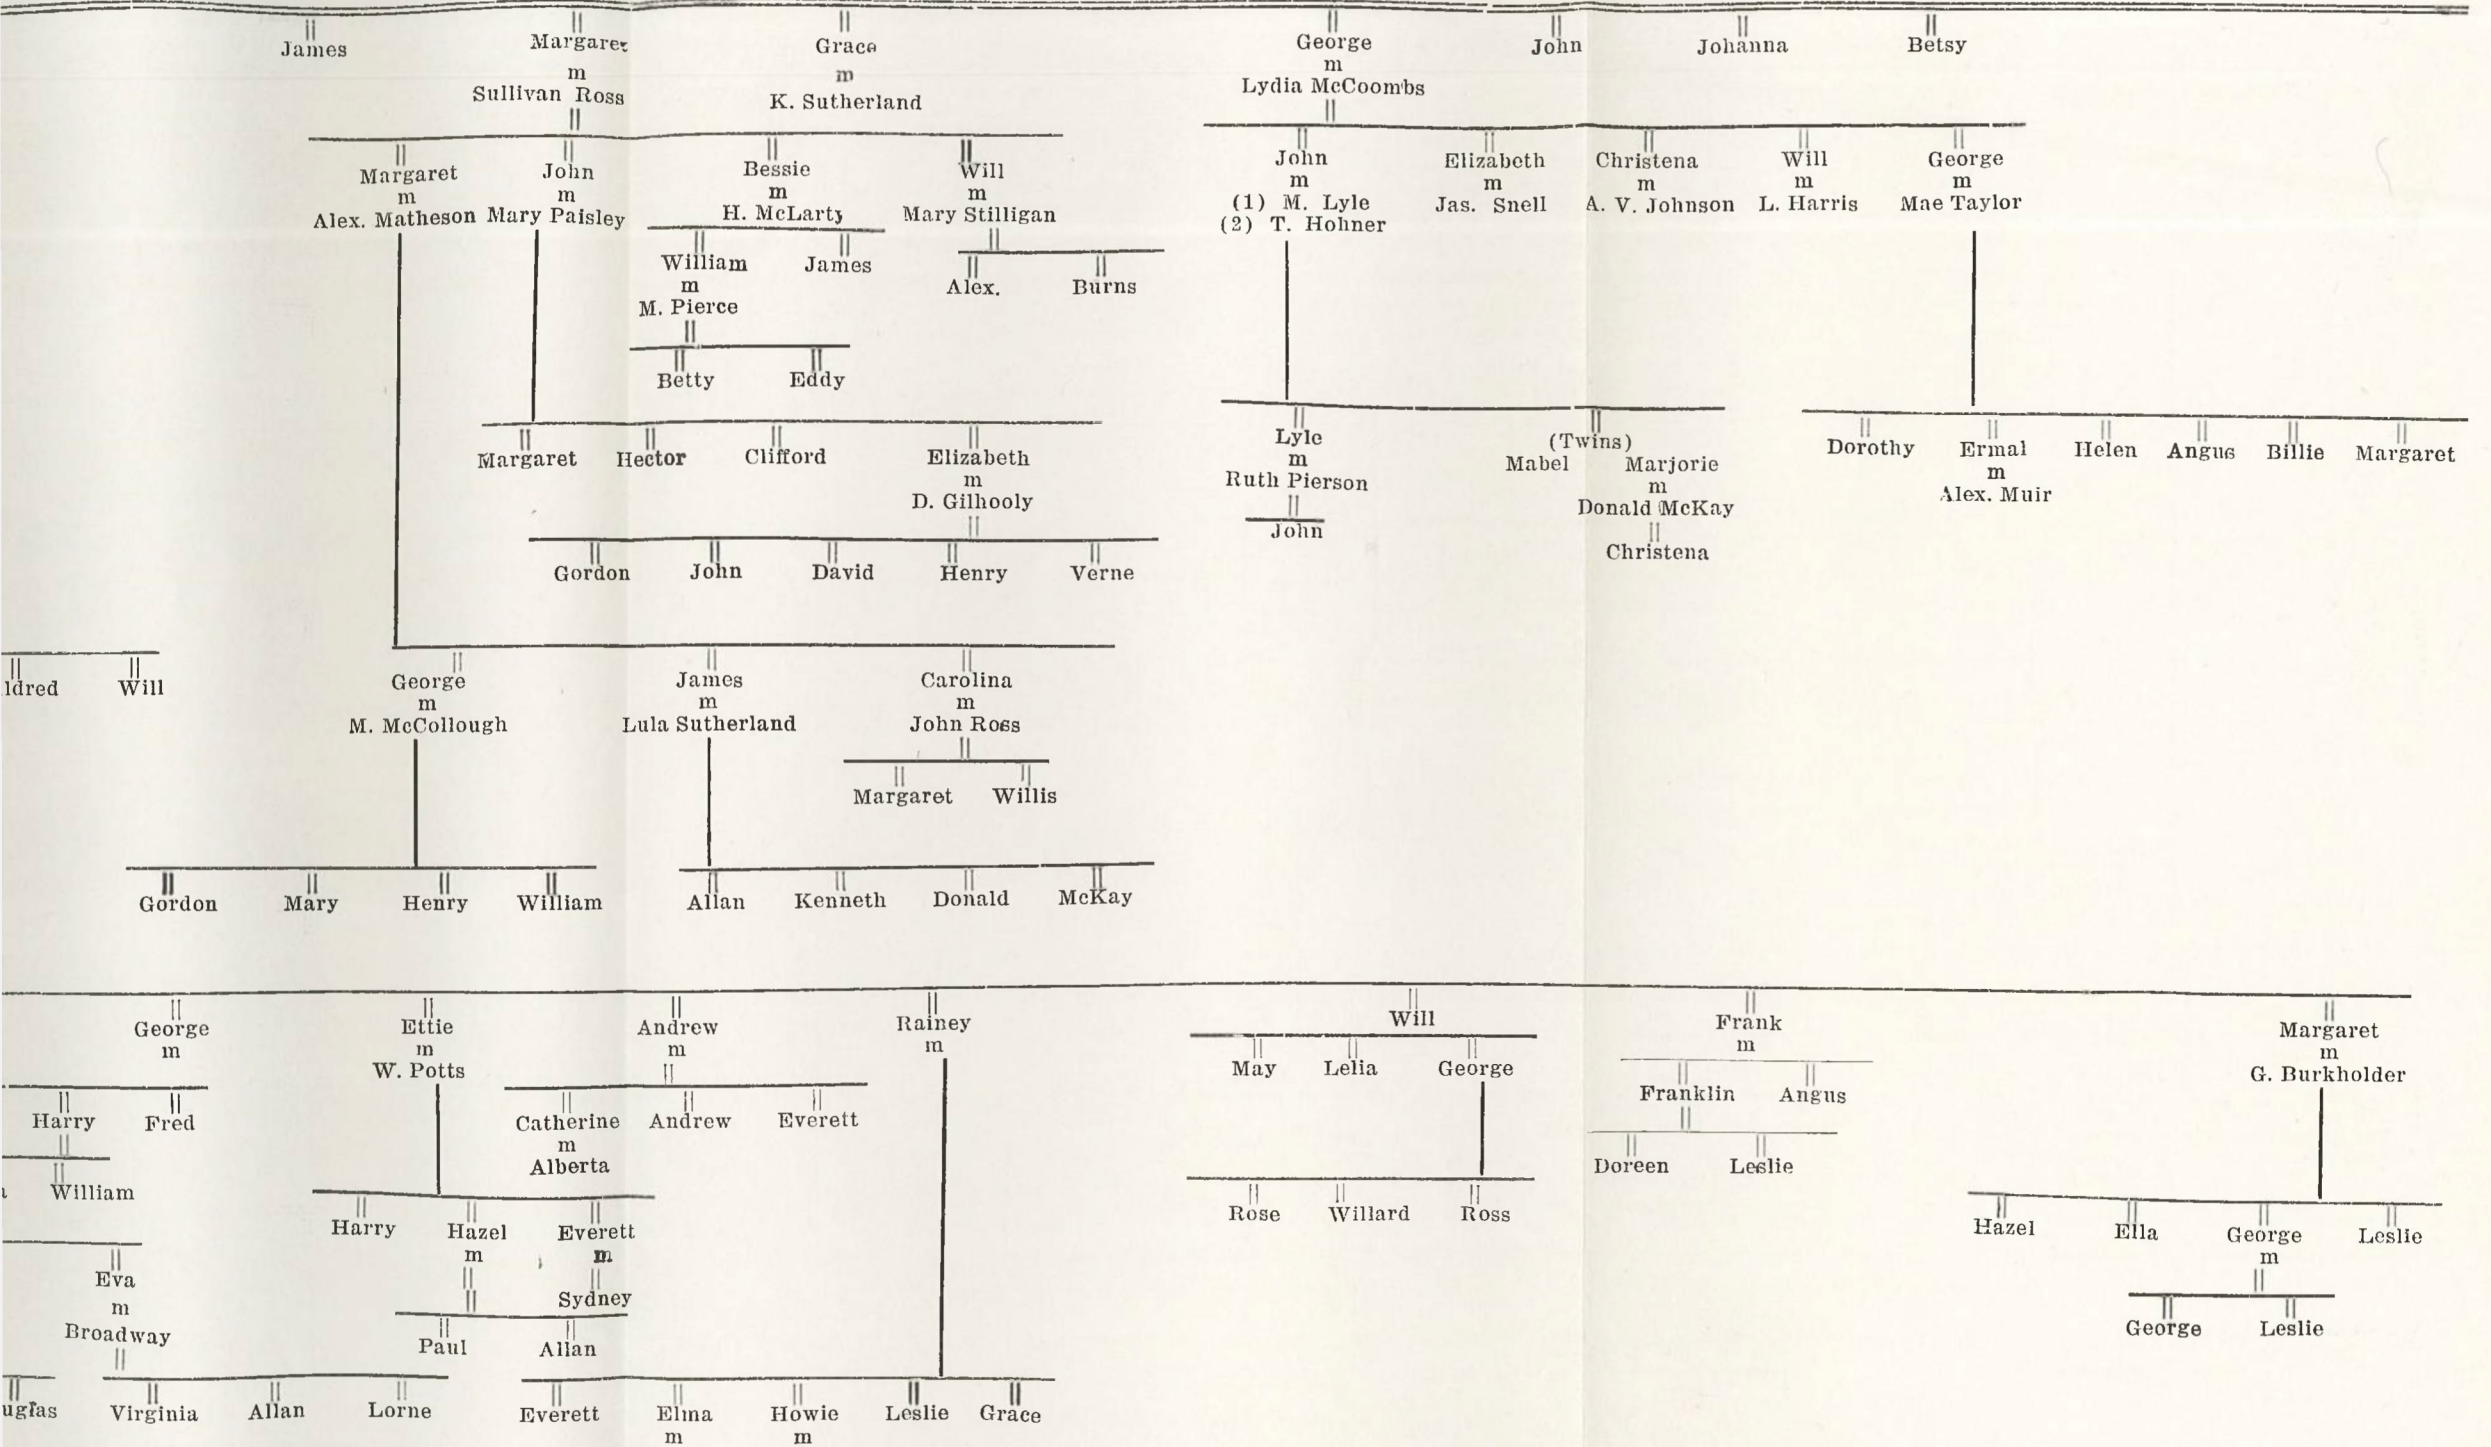 James Margaret Grace George John Johanna Betsy
m m m
Sullivan Ross K. Sutherland Lydia McCoombs
Margaret John Bessie Will John Elizabeth Christena Will George
m m m m m m m m m
Alex. Matheson Mary Paisley H. McLarty Mary Stilligan (1) M. Lyle Jas. Snell A. V. Johnson L. Harris Mae Taylor
(2) T. Hohner
William James Alex. Burns
m
M. Pierce
Betty Eddy
Margaret Hector Clifford Elizabeth Lyle (Twins) Dorothy Ermal Helen Angus Billie Margaret
m m Mabel Marjorie m
D. Gilhooly Ruth Pierson m Alex. Muir
John Donald McKay
Christena
Gordon John David Henry Verne
ldred Will George James Carolina
m m m
M. McCollough Lula Sutherland John Ross
Margaret Willis
Gordon Mary Henry William Allan Kenneth Donald McKay
George Ettie Andrew Rainey Will Frank Margaret
m m m m m m
W. Potts May Lelia George G. Burkholder
Harry Fred Catherine Andrew Everett Franklin Angus
m
Alberta Doreen Leslie
William
Harry Hazel Everett Rose Willard Ross Hazel Ella George Leslie
m m m
Eva Sydney
m
Broadway Paul Allan George Leslie
uglas Virginia Allan Lorne Everett Elma Howie Leslie Grace
m m